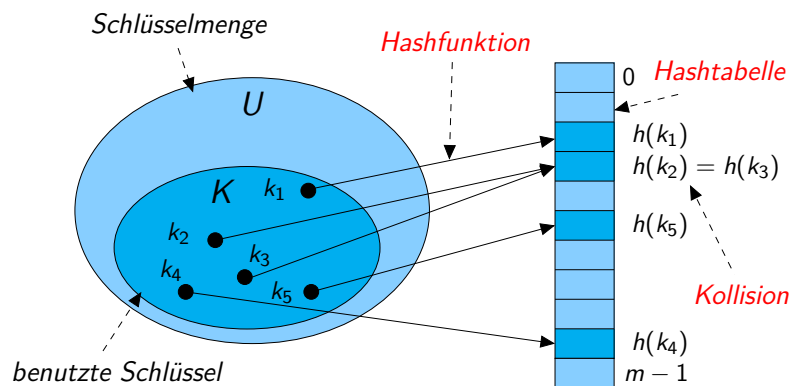 Schlüsselmenge
Hashfunktion
0
Hashtabelle
U
h(k₁)
K
k₁
h(k₂) = h(k₃)
k₂
h(k₅)
k₃
k₄
k₅
Kollision
h(k₄)
benutzte Schlüssel
m − 1